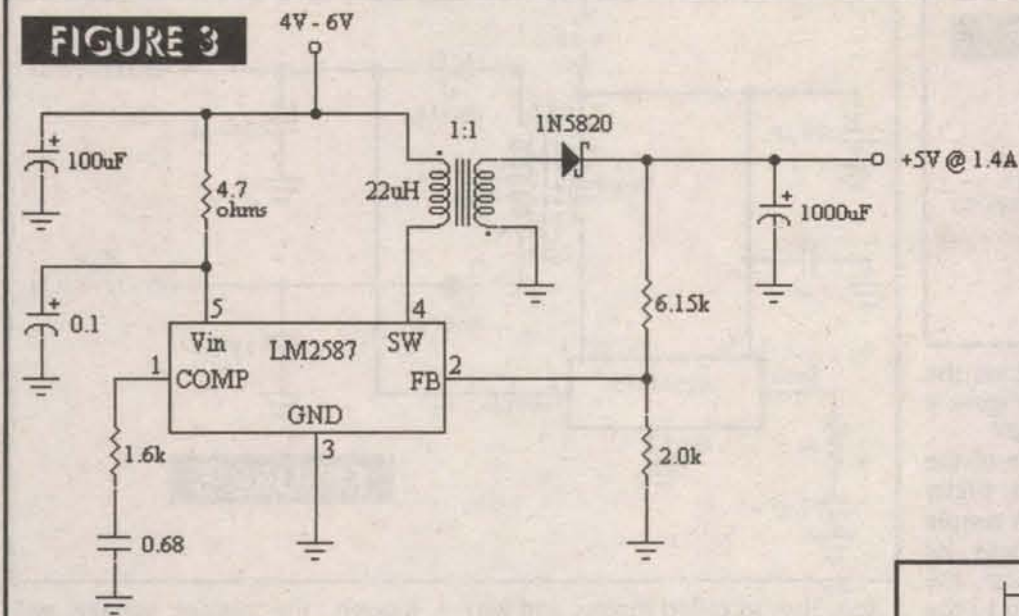 FIGURE 3
4V - 6V
100uF
4.7
ohms
0.1
1:1
22uH
1N5820
+5V @ 1.4A
1000uF
6.15k
5
4
Vin
LM2587
SW
1
COMP
FB
2
GND
3
1.6k
2.0k
0.68